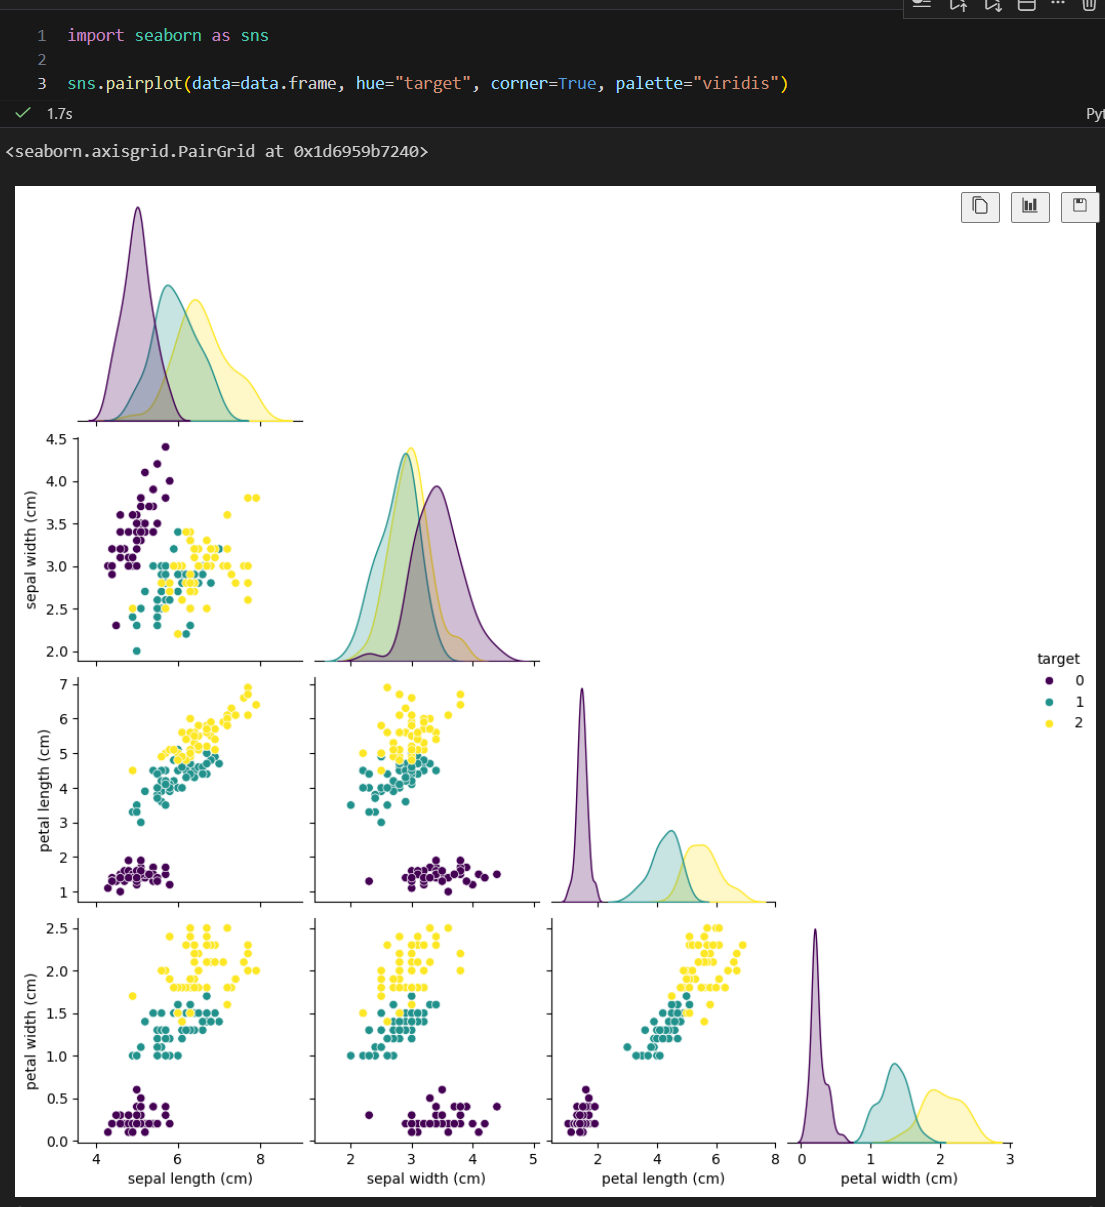 1 import seaborn as sns
2
3 sns.pairplot(data=data.frame, hue="target", corner=True, palette="viridis")
1.7s
<seaborn.axisgrid.PairGrid at 0x1d6959b7240>
4.5
4.0
3.5
3.0
2.5
2.0
sepal width (cm)
7
6
5
4
3
2
1
petal length (cm)
target
0
1
2
2.5
2.0
1.5
1.0
0.5
0.0
petal width (cm)
4 6 8 2 3 4 5 2 4 6 8 0 1 2 3
sepal length (cm) sepal width (cm) petal length (cm) petal width (cm)